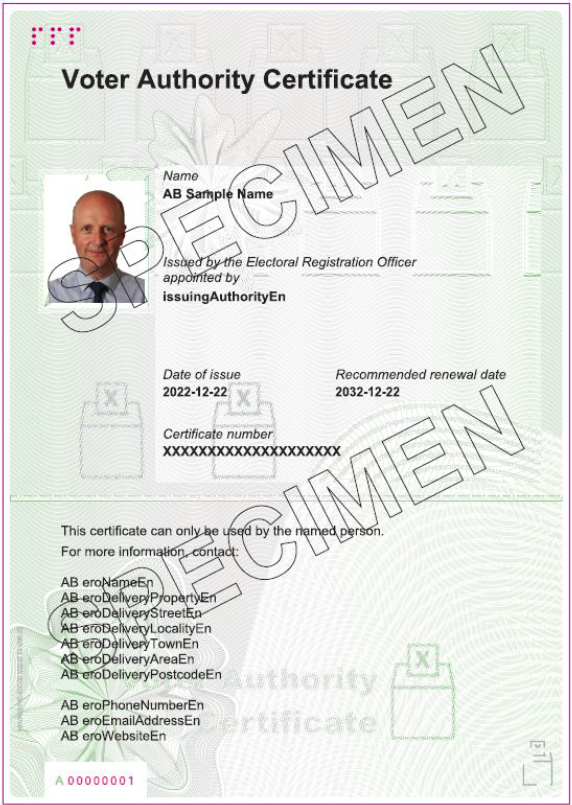 Voter Authority Certificate
SPECIMEN
Name
AB Sample Name
Issued by the Electoral Registration Officer
appointed by
issuingAuthorityEn
Date of issue
Recommended renewal date
2022-12-22
2032-12-22
X
X
Certificate number
XXXXXXXXXXXXXXXXXXXX
SPECIMEN
This certificate can only be used by the named person.
For more information, contact:
AB eroNameEn
AB eroDeliveryPropertyEn
AB eroDeliveryStreetEn
AB eroDeliveryLocalityEn
AB eroDeliveryTownEn
AB eroDeliveryAreaEn
AB eroDeliveryPostcodeEn
Voter Authority
Certificate
X
AB eroPhoneNumberEn
AB eroEmailAddressEn
AB eroWebsiteEn
A 00000001